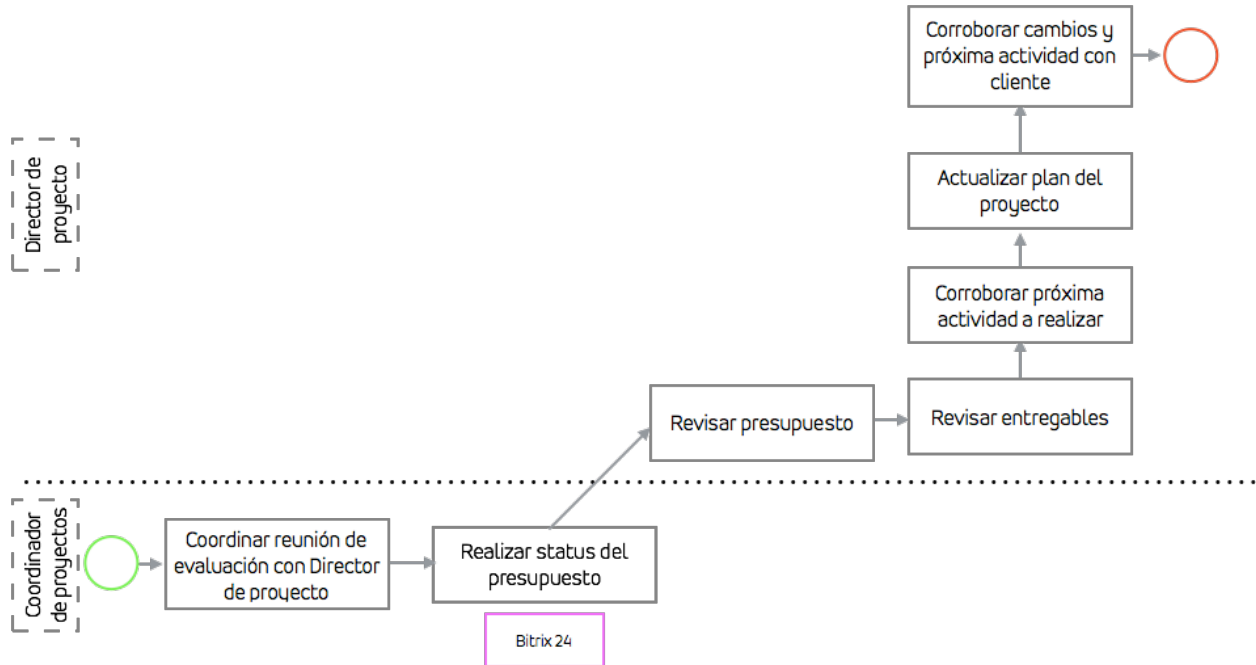 Corroborar cambios y
próxima actividad con
cliente
Director de
proyecto
Actualizar plan del
proyecto
Corroborar próxima
actividad a realizar
Revisar presupuesto
Revisar entregables
Coordinador
de proyectos
Coordinar reunión de
evaluación con Director
de proyecto
Realizar status del
presupuesto
Bitrix 24